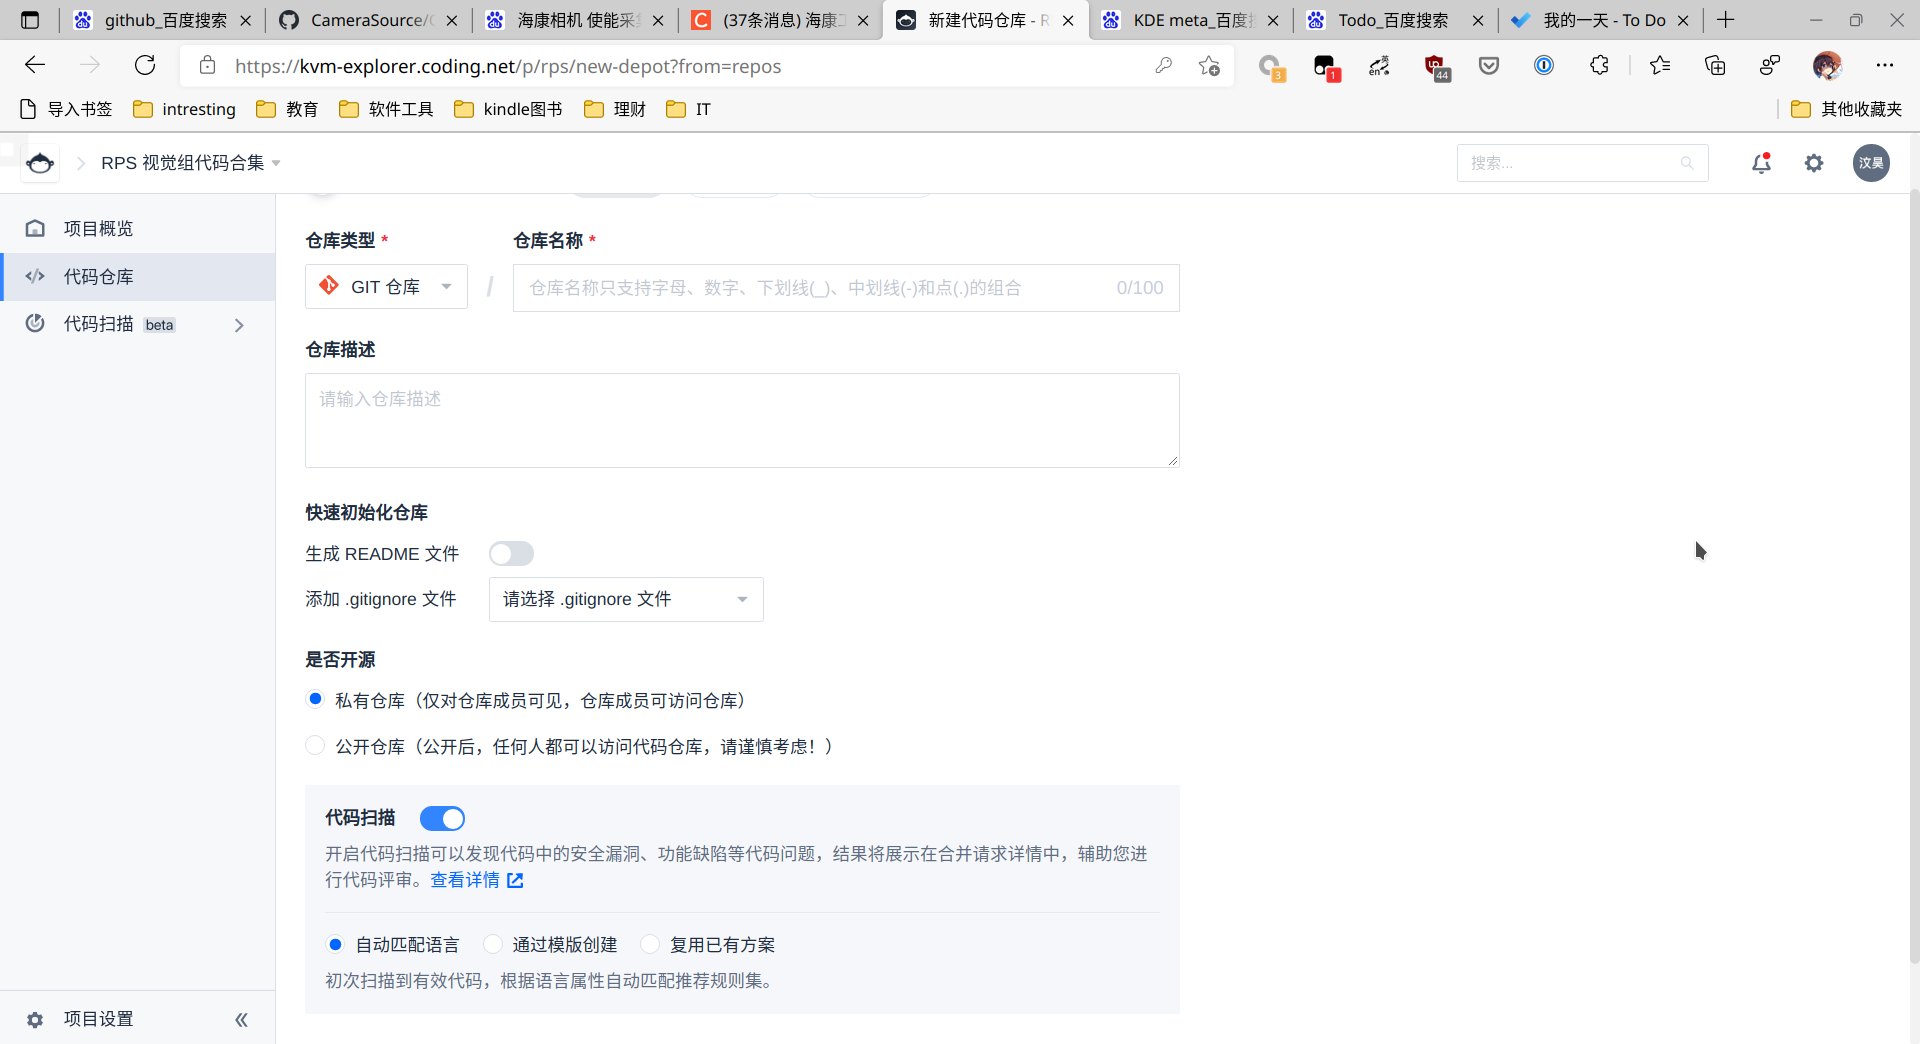 github_百度搜索
CameraSource/
海康相机 使能采
(37条消息) 海康
新建代码仓库 - R
KDE meta_百度
Todo_百度搜索
我的一天 - To Do
https://kvm-explorer.coding.net/p/rps/new-depot?from=repos
3
1
英
en
44
导入书签
intresting
教育
软件工具
kindle图书
理财
IT
其他收藏夹
RPS 视觉组代码合集
搜索...
汶昊
项目概览
代码仓库
代码扫描 beta
项目设置
仓库类型 *
仓库名称 *
GIT 仓库
/
仓库名称只支持字母、数字、下划线(_)、中划线(-)和点(.)的组合
0/100
仓库描述
请输入仓库描述
快速初始化仓库
生成 README 文件
添加 .gitignore 文件
请选择 .gitignore 文件
是否开源
私有仓库（仅对仓库成员可见，仓库成员可访问仓库）
公开仓库（公开后，任何人都可以访问代码仓库，请谨慎考虑！）
代码扫描
开启代码扫描可以发现代码中的安全漏洞、功能缺陷等代码问题，结果将展示在合并请求详情中，辅助您进
行代码评审。查看详情
自动匹配语言
通过模版创建
复用已有方案
初次扫描到有效代码，根据语言属性自动匹配推荐规则集。